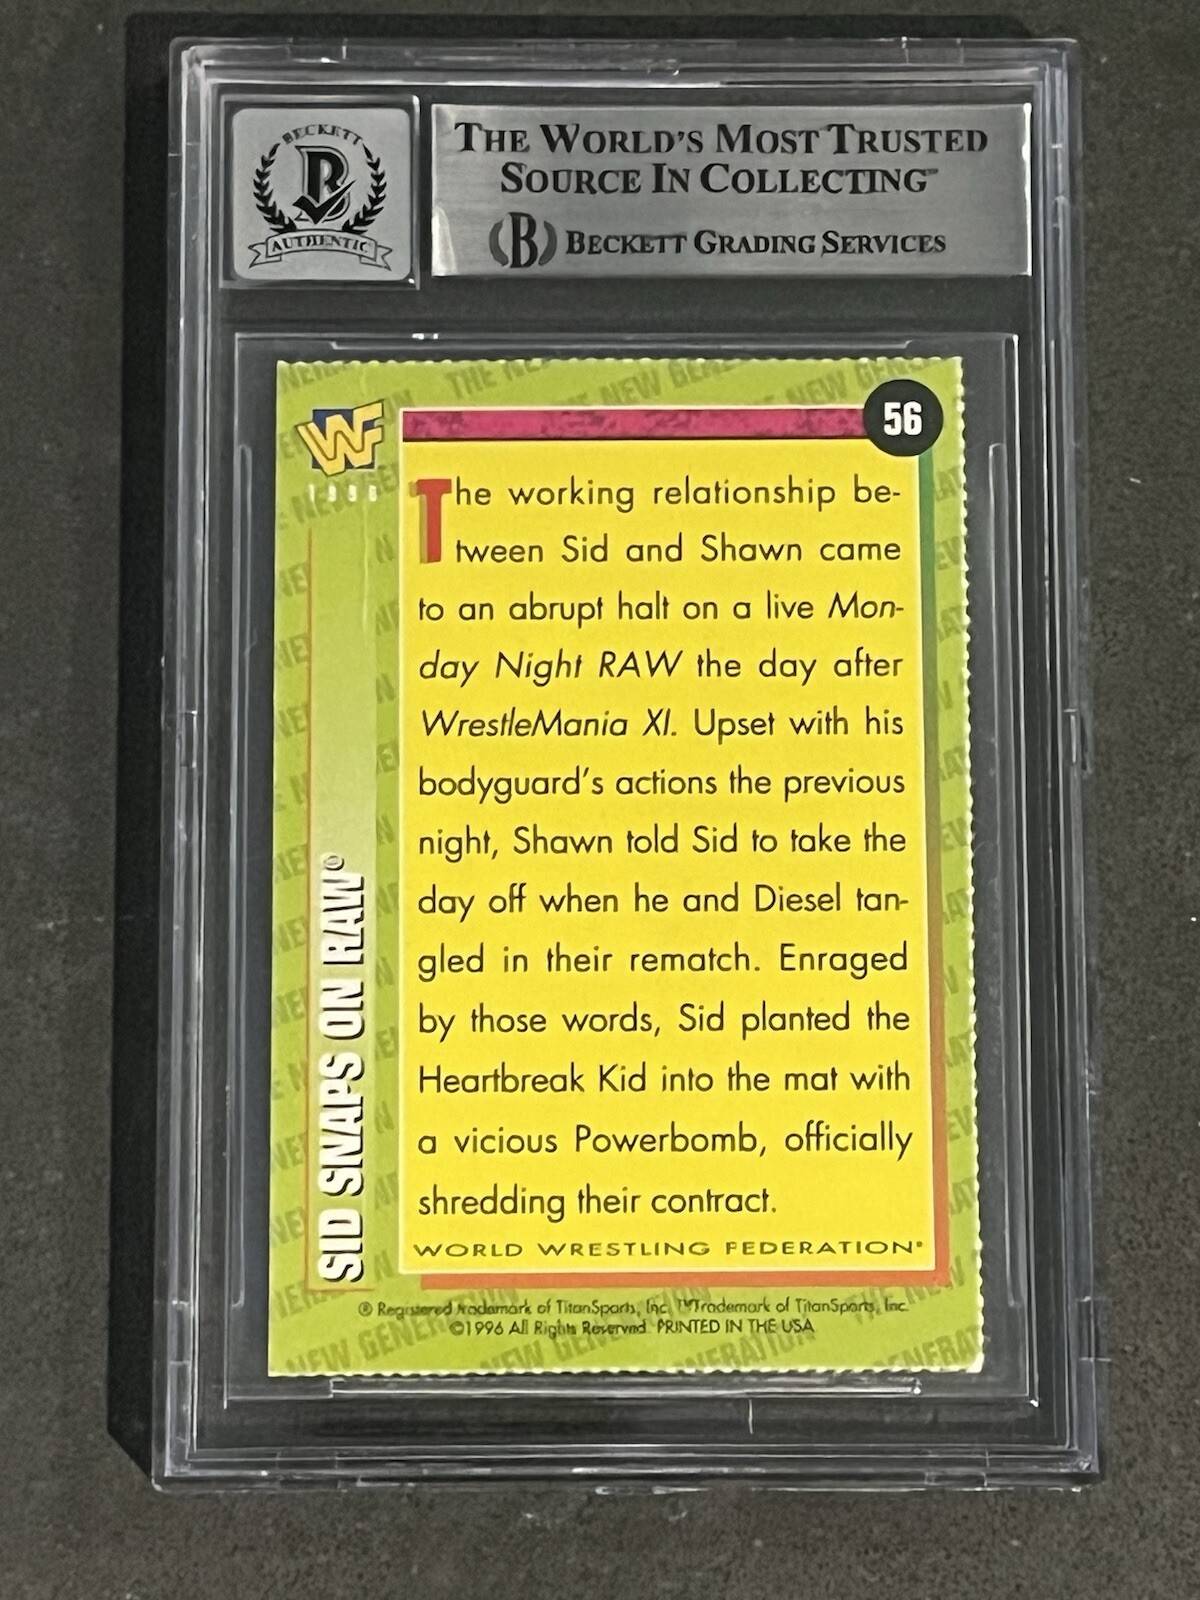 BECKETT
AUTHENTIC
THE WORLD'S MOST TRUSTED
SOURCE IN COLLECTING™
(B) BECKETT GRADING SERVICES
56
1996
The working relationship be-
tween Sid and Shawn came
to an abrupt halt on a live Mon-
day Night RAW the day after
WrestleMania XI. Upset with his
bodyguard's actions the previous
night, Shawn told Sid to take the
day off when he and Diesel tan-
gled in their rematch. Enraged
by those words, Sid planted the
Heartbreak Kid into the mat with
a vicious Powerbomb, officially
shredding their contract.
WORLD WRESTLING FEDERATION®
SID SNAPS ON RAW®
® Registered trademark of TitanSports, Inc. ™Trademark of TitanSports, Inc.
©1996 All Rights Reserved. PRINTED IN THE USA
THE NEW GENERATION